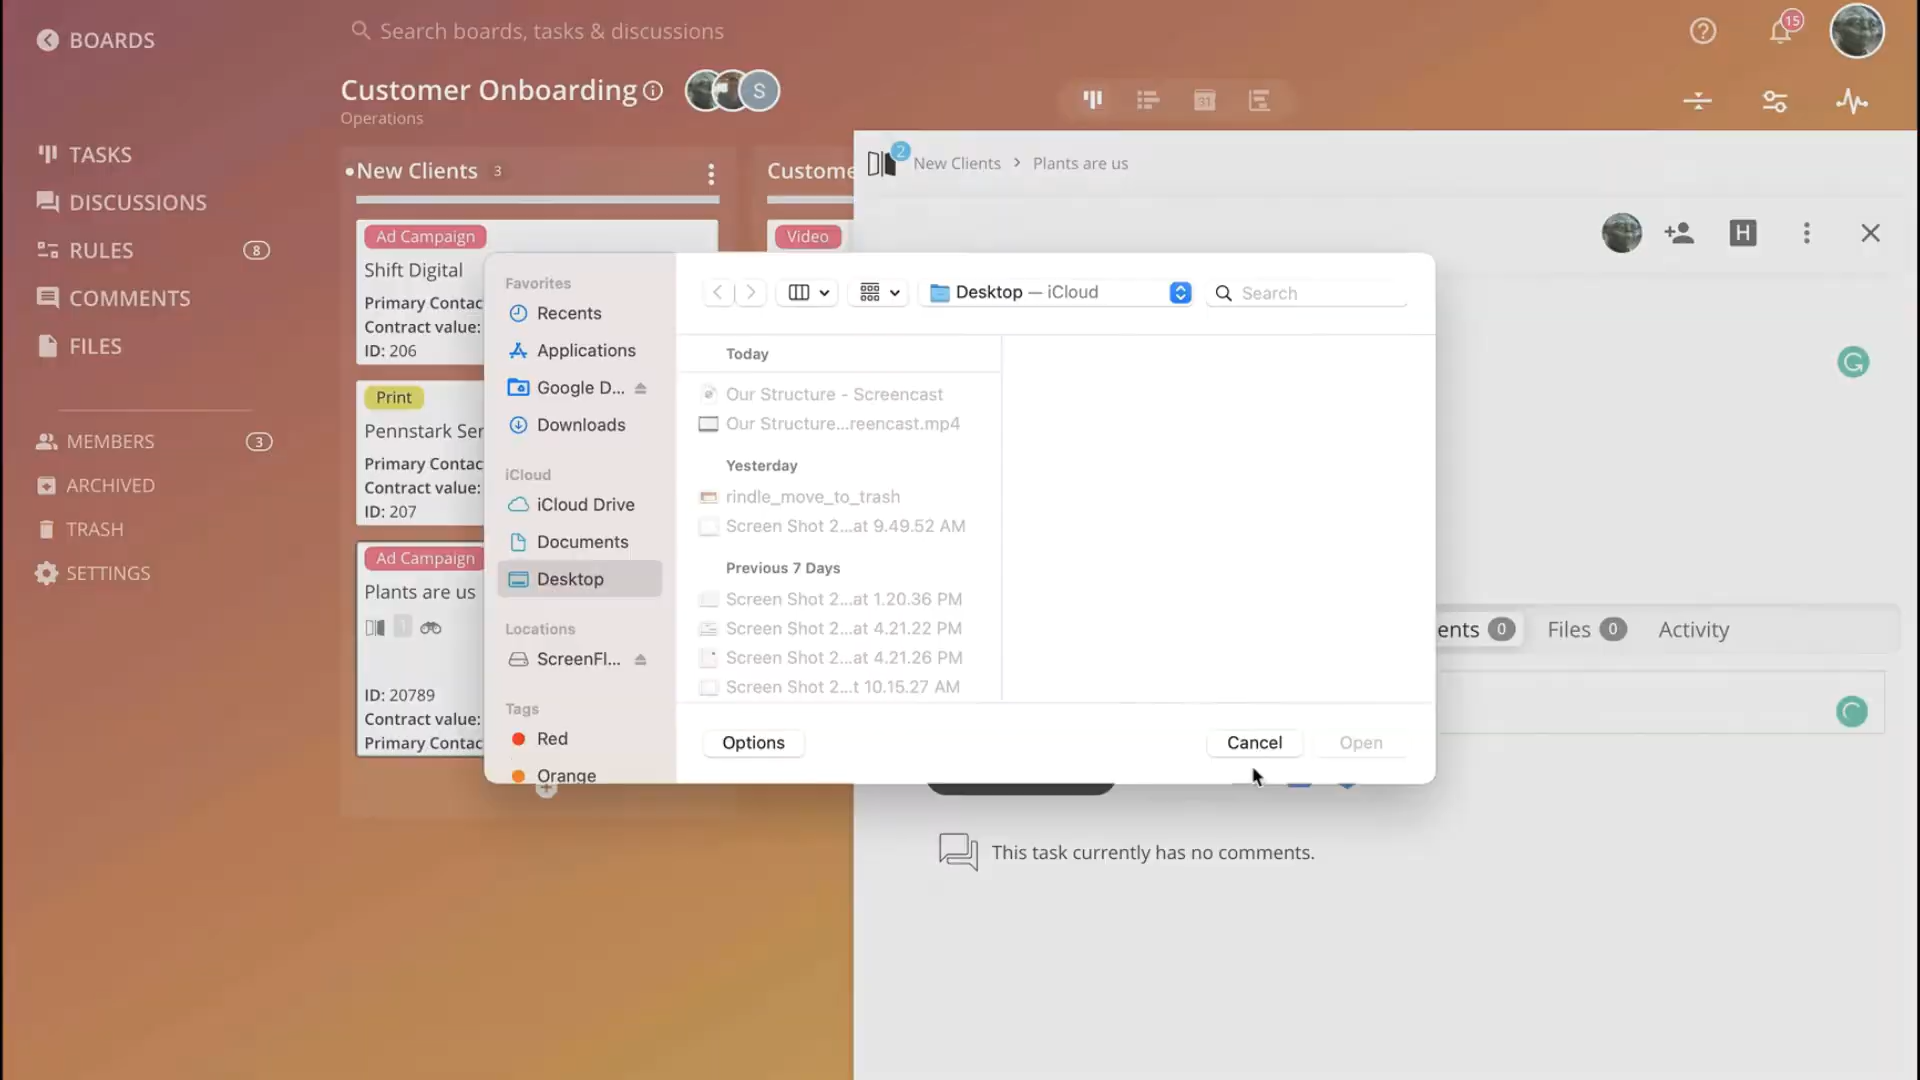 BOARDS
Search boards, tasks & discussions
15
Customer Onboarding
S
Operations
31
TASKS
DISCUSSIONS
RULES 8
COMMENTS
FILES
MEMBERS 3
ARCHIVED
TRASH
SETTINGS
New Clients 3
Custome
Ad Campaign
Shift Digital
Primary Contac
Contract value:
ID: 206
Print
Pennstark Ser
Primary Contac
Contract value:
ID: 207
Ad Campaign
Plants are us
1
ID: 20789
Contract value:
Primary Contac
Video
2
New Clients > Plants are us
H
Favorites
Recents
Applications
Google D...
Downloads
iCloud
iCloud Drive
Documents
Desktop
Locations
ScreenFl...
Tags
Red
Orange
Desktop — iCloud
Search
Today
Our Structure - Screencast
Our Structure...reencast.mp4
Yesterday
rindle_move_to_trash
Screen Shot 2...at 9.49.52 AM
Previous 7 Days
Screen Shot 2...at 1.20.36 PM
Screen Shot 2...at 4.21.22 PM
Screen Shot 2...at 4.21.26 PM
Screen Shot 2...t 10.15.27 AM
Options
Cancel
Open
ents 0
Files 0
Activity
This task currently has no comments.